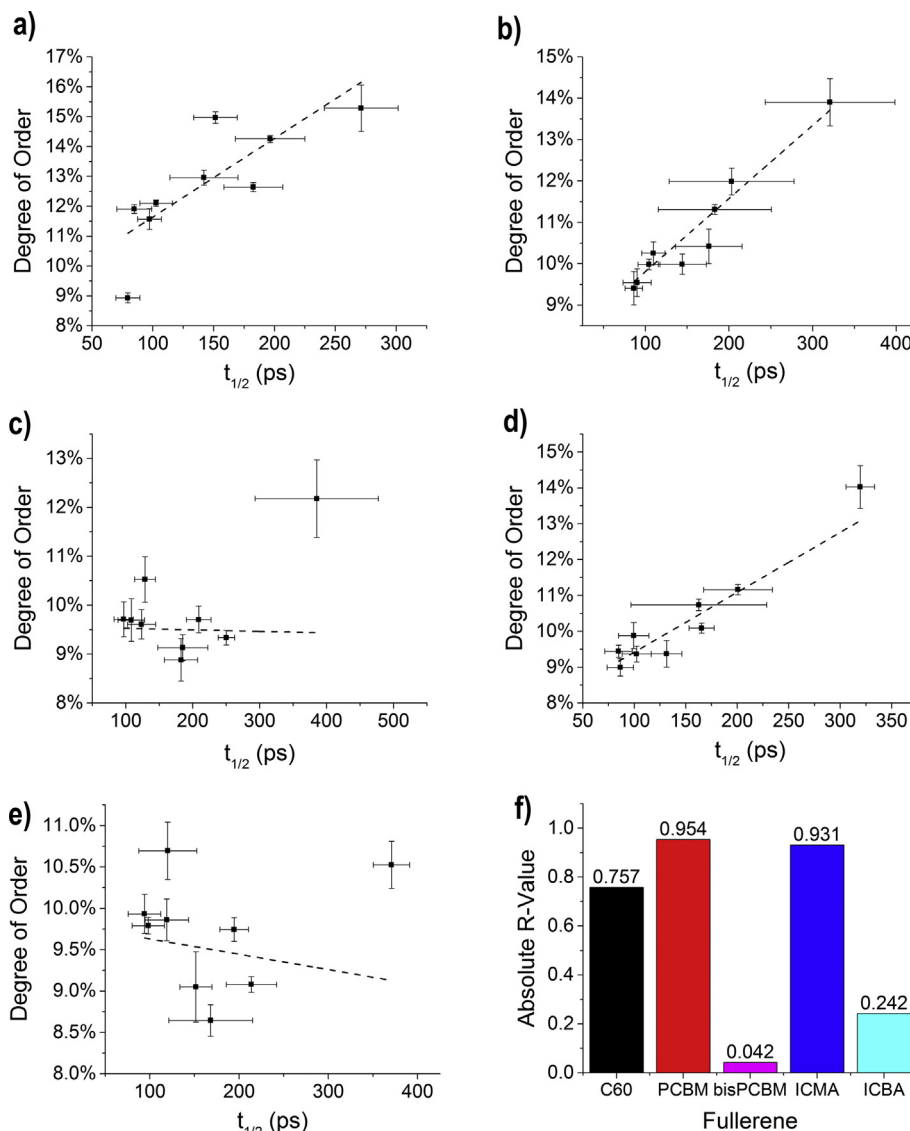 a)
17%
16%
15%
14%
13%
12%
11%
10%
9%
8%
Degree of Order
50 100 150 200 250 300
t1/2 (ps)
b)
14%
13%
12%
11%
10%
9%
Degree of Order
100 200 300 400
t1/2 (ps)
c)
13%
12%
11%
10%
9%
8%
Degree of Order
100 200 300 400 500
t1/2 (ps)
d)
15%
14%
13%
12%
11%
10%
9%
8%
Degree of Order
50 100 150 200 250 300 350
t1/2 (ps)
e)
11.0%
10.5%
10.0%
9.5%
9.0%
8.5%
8.0%
Degree of Order
100 200 300 400
t1/2 (ps)
f)
1.0
0.8
0.6
0.4
0.2
0.0
Absolute R-Value
0.757
0.954
0.042
0.931
0.242
C60 PCBM bisPCBM ICMA ICBA
Fullerene